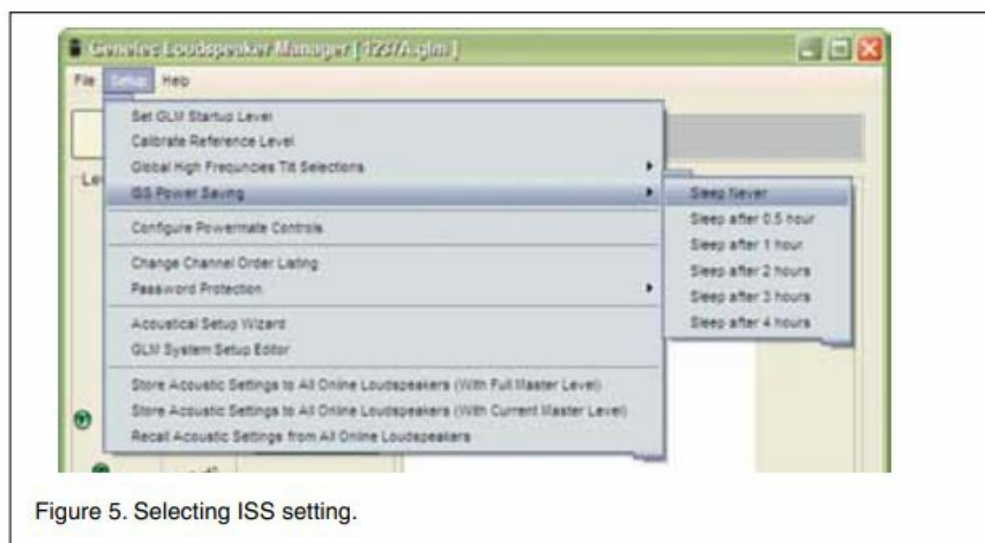 Genelec Loudspeaker Manager [ 1237A.glm ]
File Setup Help
Set GLM Startup Level
Calibrate Reference Level
Global High Frequncies Tilt Selections
ISS Power Saving
Configure Powermate Controls
Change Channel Order Listing
Password Protection
Acoustical Setup Wizard
GLM System Setup Editor
Store Acoustic Settings to All Online Loudspeakers (With Full Master Level)
Store Acoustic Settings to All Online Loudspeakers (With Current Master Level)
Recall Acoustic Settings from All Online Loudspeakers
Sleep Never
Sleep after 0.5 hour
Sleep after 1 hour
Sleep after 2 hours
Sleep after 3 hours
Sleep after 4 hours
Figure 5. Selecting ISS setting.